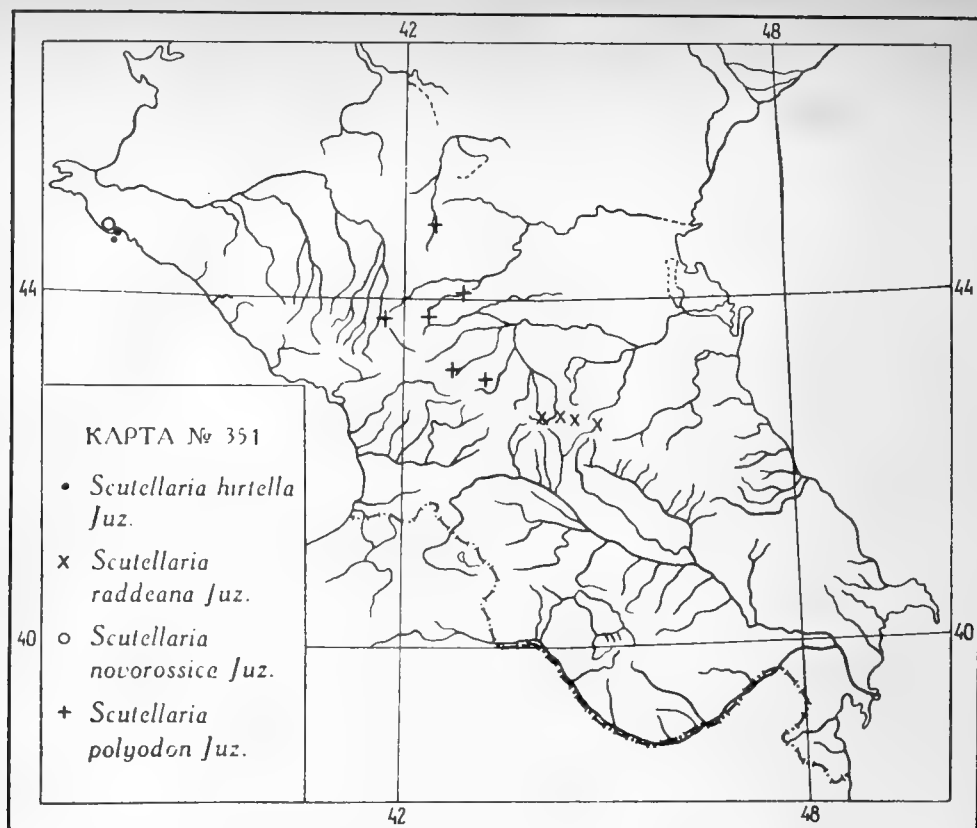 42 48
44 44
КАРТА № 351
• Scutellaria hirtella
Juz.
x Scutellaria
raddeana Juz.
o Scutellaria
novorossica Juz.
+ Scutellaria
polyodon Juz.
40 40
42 48